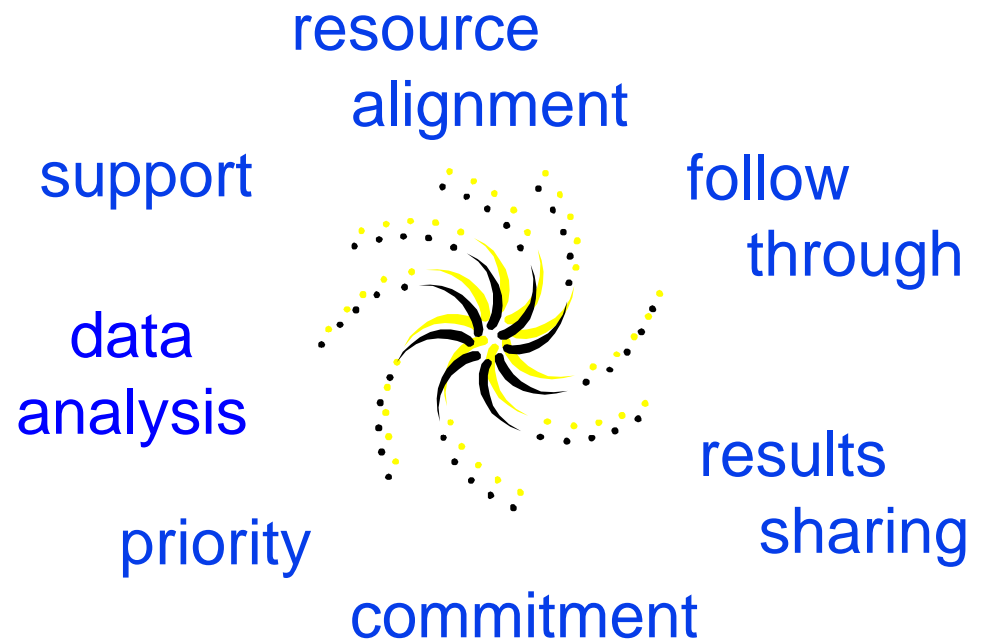 resource
alignment
support
follow
through
data
analysis
results
sharing
priority
commitment